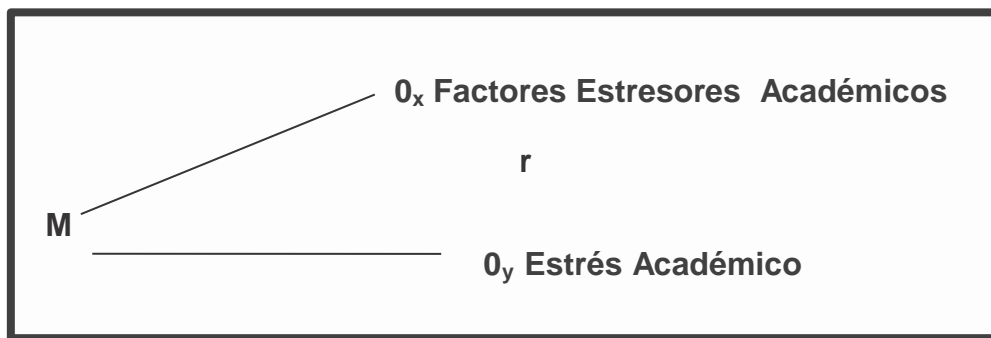 0x Factores Estresores Académicos
r
M
0y Estrés Académico